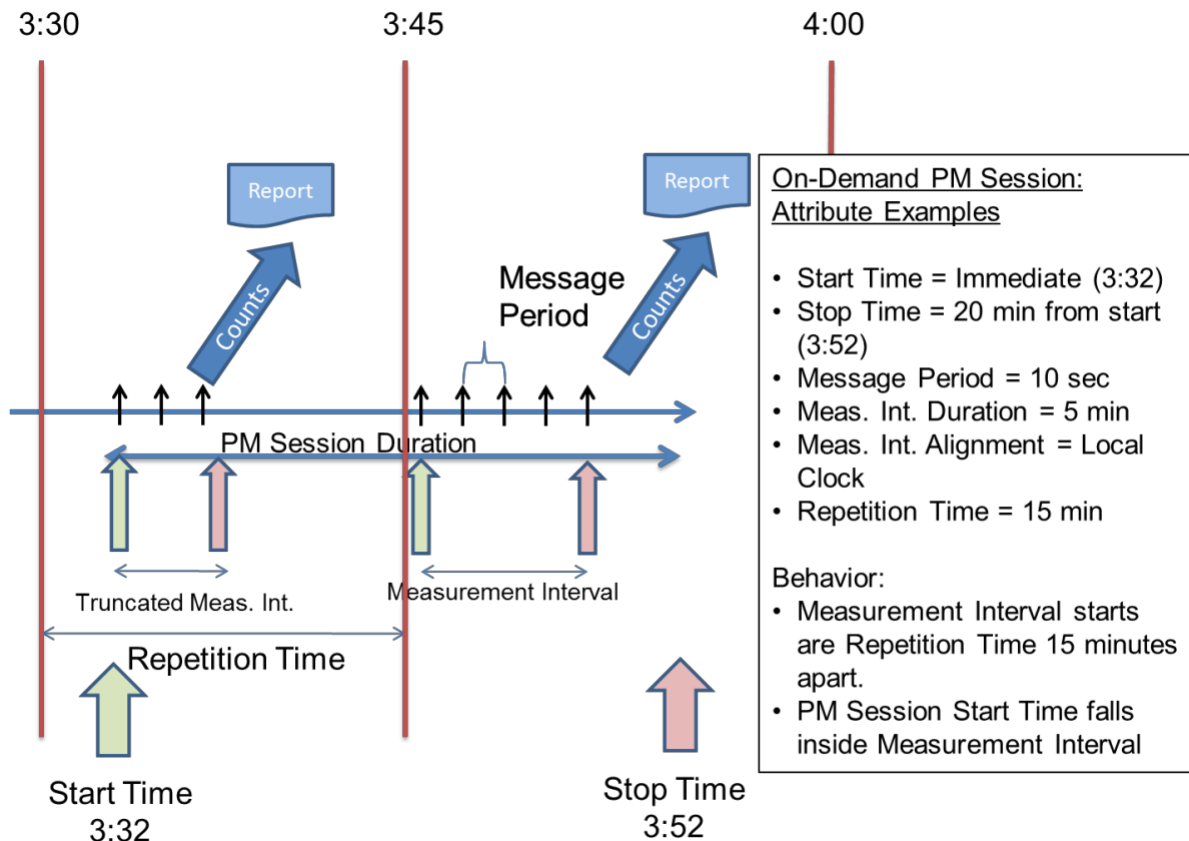 3:30
3:45
4:00
Report
Report
Counts
Counts
Message
Period
PM Session Duration
Truncated Meas. Int.
Measurement Interval
Repetition Time
Start Time
3:32
Stop Time
3:52
On-Demand PM Session:
Attribute Examples
• Start Time = Immediate (3:32)
• Stop Time = 20 min from start
(3:52)
• Message Period = 10 sec
• Meas. Int. Duration = 5 min
• Meas. Int. Alignment = Local
Clock
• Repetition Time = 15 min
Behavior:
• Measurement Interval starts
are Repetition Time 15 minutes
apart.
• PM Session Start Time falls
inside Measurement Interval